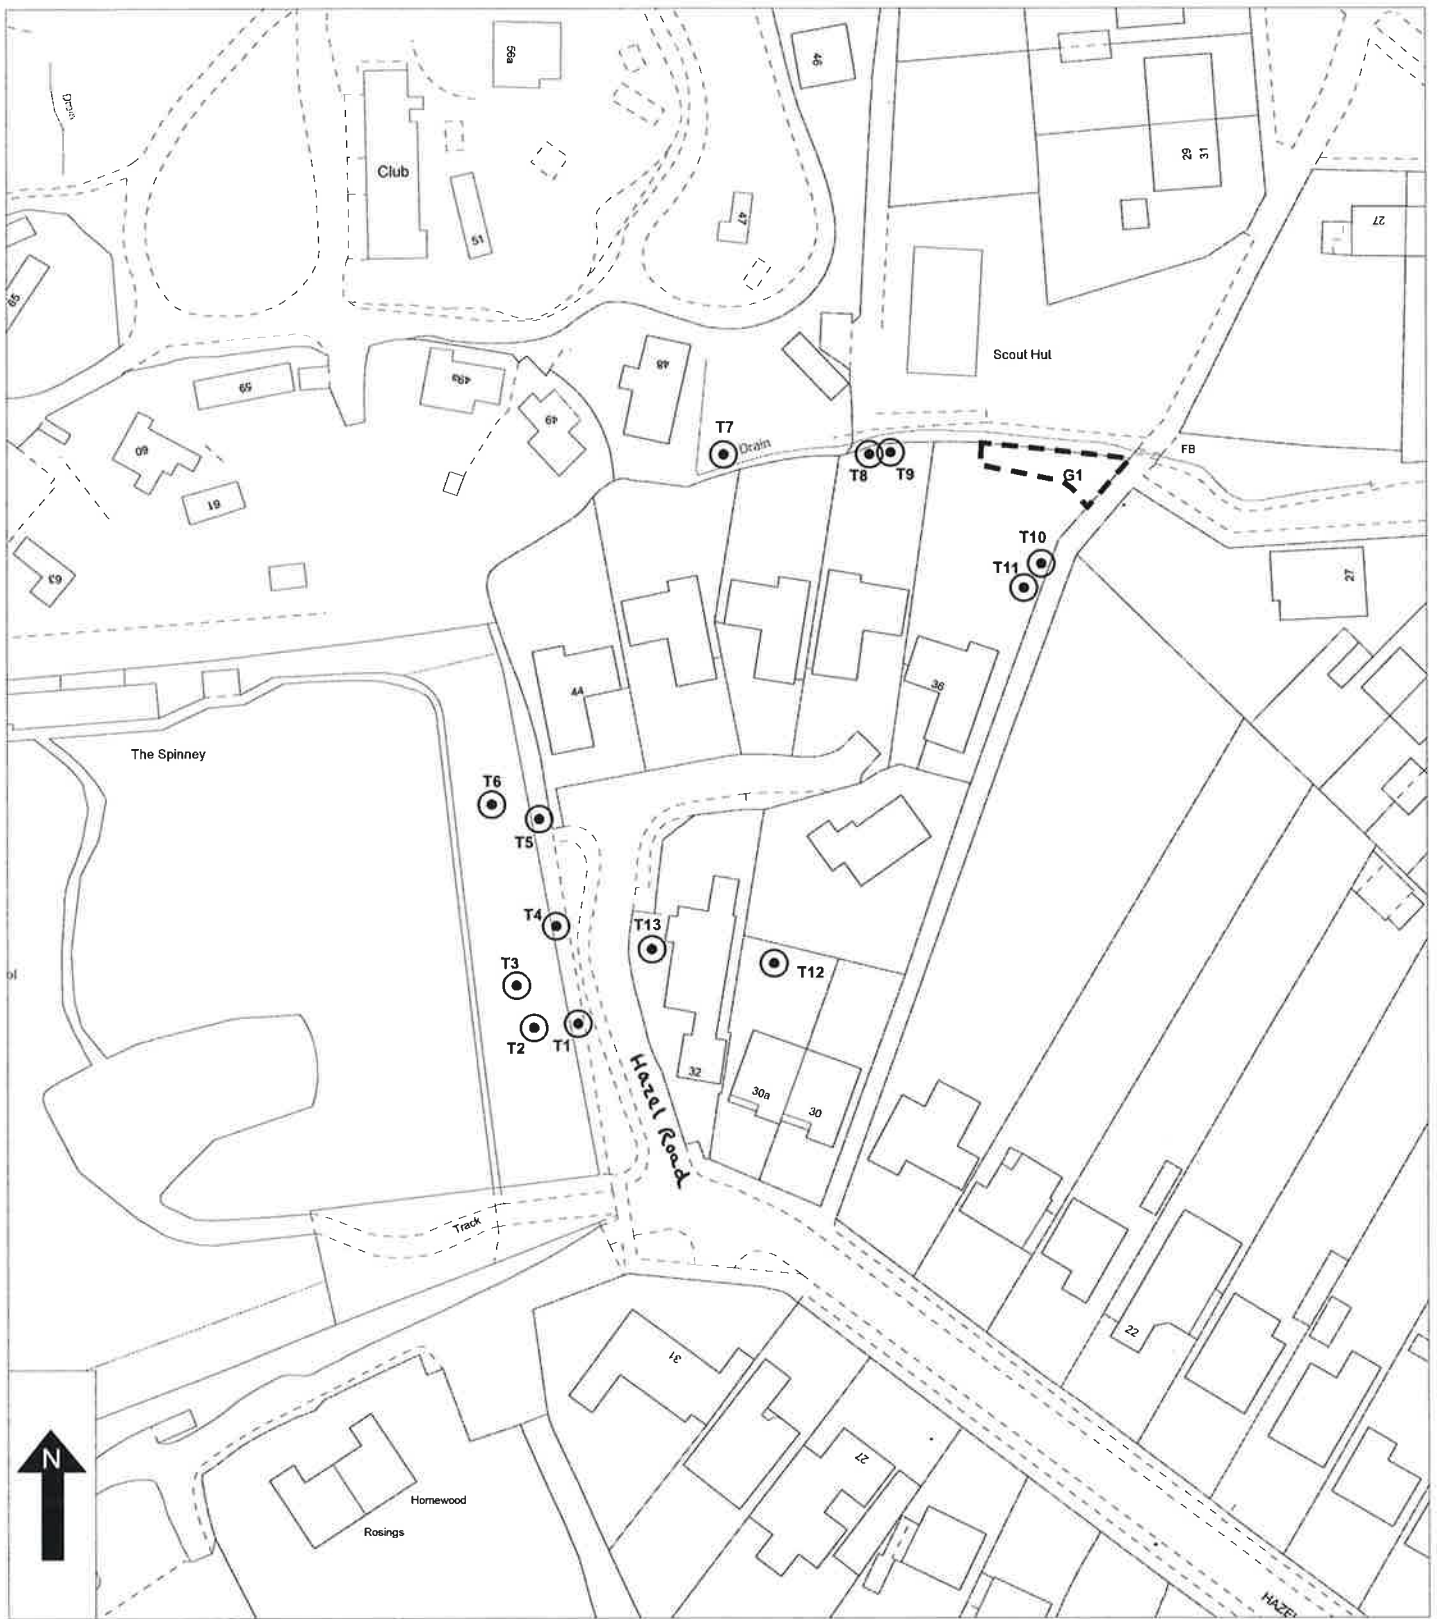 56a
46
Drain
Club
29
31
51
47
27
65
Scout Hut
59
49a
48
49
T7
Drain
T8
T9
G1
FB
60
61
63
T10
T11
27
44
36
The Spinney
T6
T5
T
T4
T13
T3
T12
ol
T2
T1
Hazel Road
32
30a
30
Track
22
31
27
N
Homewood
Rosings
HAZE